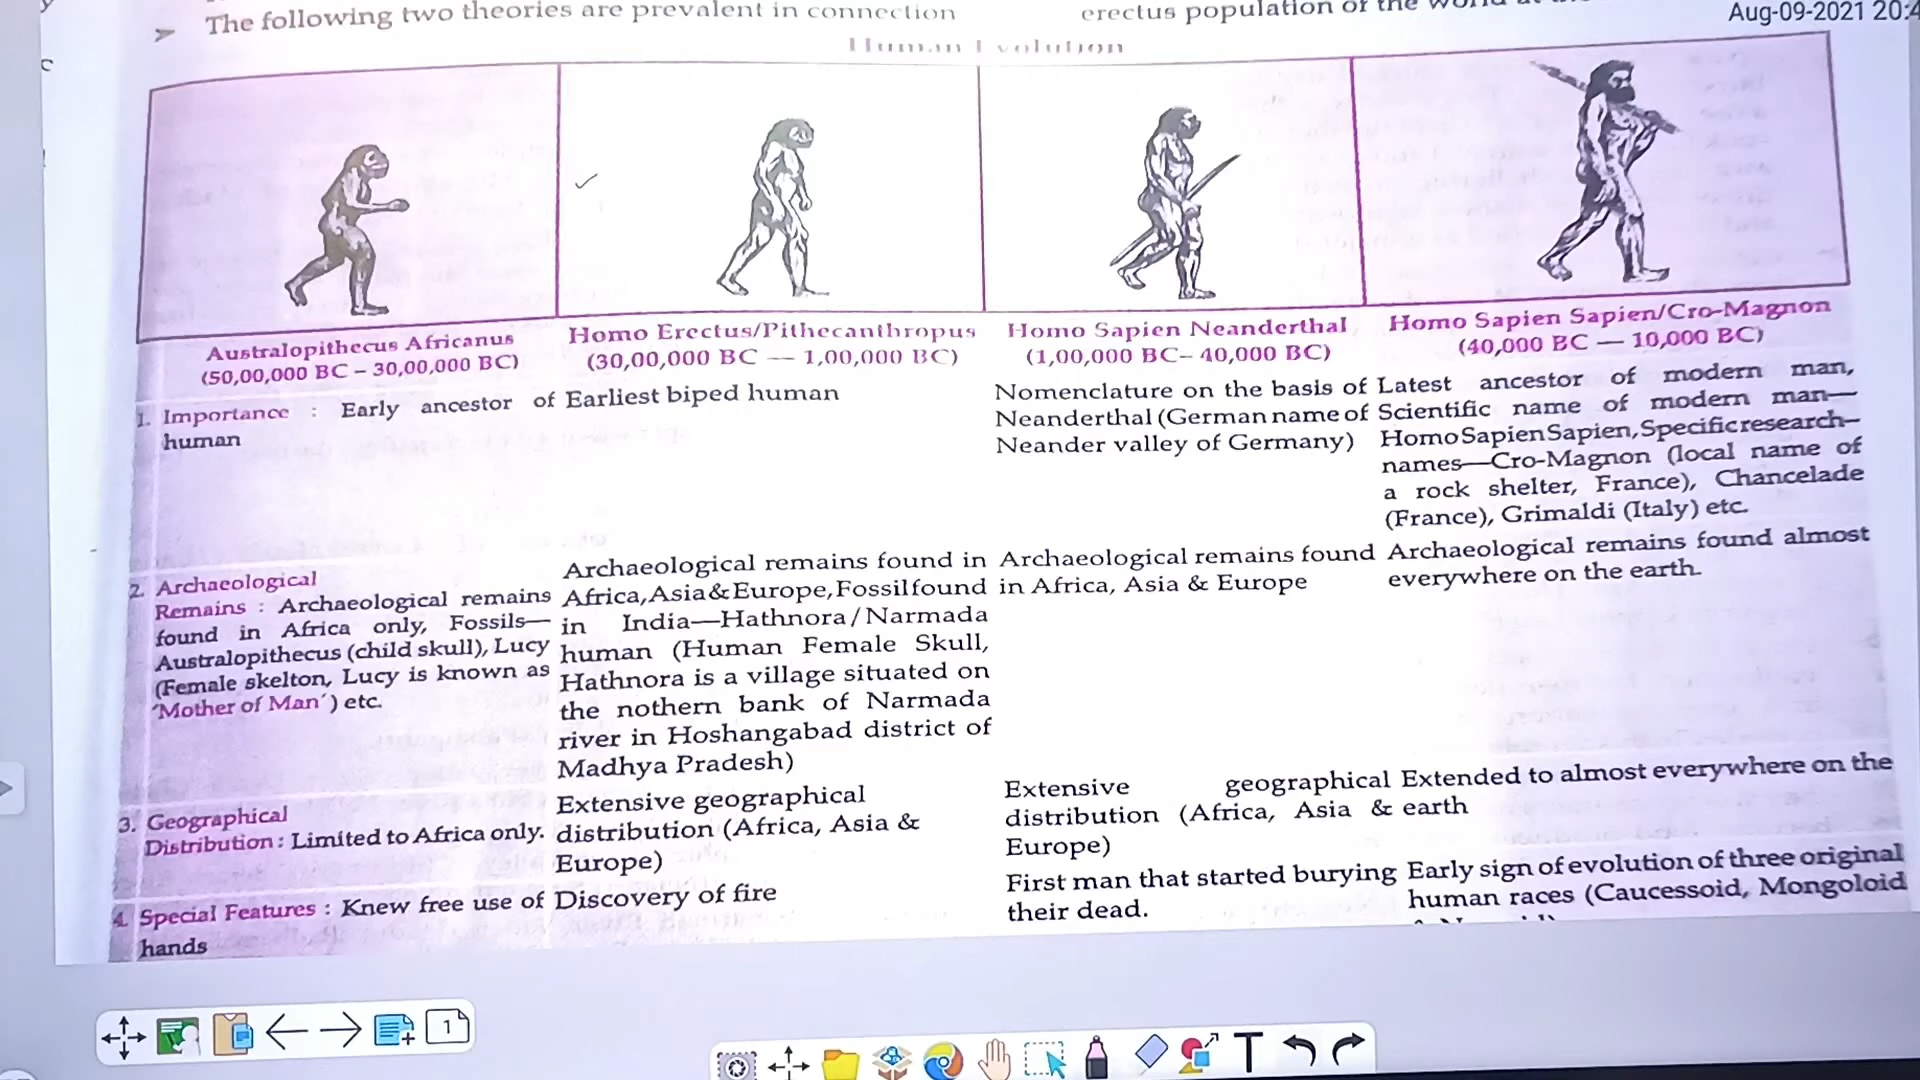 The following two theories are prevalent in connection
erectus population of the world at
Aug-09-2021 20:4
Human Evolution
Australopithecus Africanus
(50,00,000 BC – 30,00,000 BC)
Homo Erectus/Pithecanthropus
(30,00,000 BC — 1,00,000 BC)
Homo Sapien Neanderthal
(1,00,000 BC– 40,000 BC)
Homo Sapien Sapien/Cro-Magnon
(40,000 BC — 10,000 BC)
1. Importance : Early ancestor of
human
Earliest biped human
Nomenclature on the basis of
Neanderthal (German name of
Neander valley of Germany)
Latest ancestor of modern man,
Scientific name of modern man—
Homo Sapien Sapien, Specific research–
names—Cro-Magnon (local name of
a rock shelter, France), Chancelade
(France), Grimaldi (Italy) etc.
2. Archaeological
Remains : Archaeological remains
found in Africa only, Fossils—
Australopithecus (child skull), Lucy
(Female skelton, Lucy is known as
'Mother of Man') etc.
Archaeological remains found in
Africa, Asia & Europe, Fossil found
in India—Hathnora/Narmada
human (Human Female Skull,
Hathnora is a village situated on
the nothern bank of Narmada
river in Hoshangabad district of
Madhya Pradesh)
Archaeological remains found
in Africa, Asia & Europe
Archaeological remains found almost
everywhere on the earth.
3. Geographical
Distribution : Limited to Africa only.
Extensive geographical
distribution (Africa, Asia &
Europe)
Extensive geographical
distribution (Africa, Asia &
Europe)
Extended to almost everywhere on the
earth
4. Special Features : Knew free use of
hands
Discovery of fire
First man that started burying
their dead.
Early sign of evolution of three original
human races (Caucessoid, Mongoloid
1
T